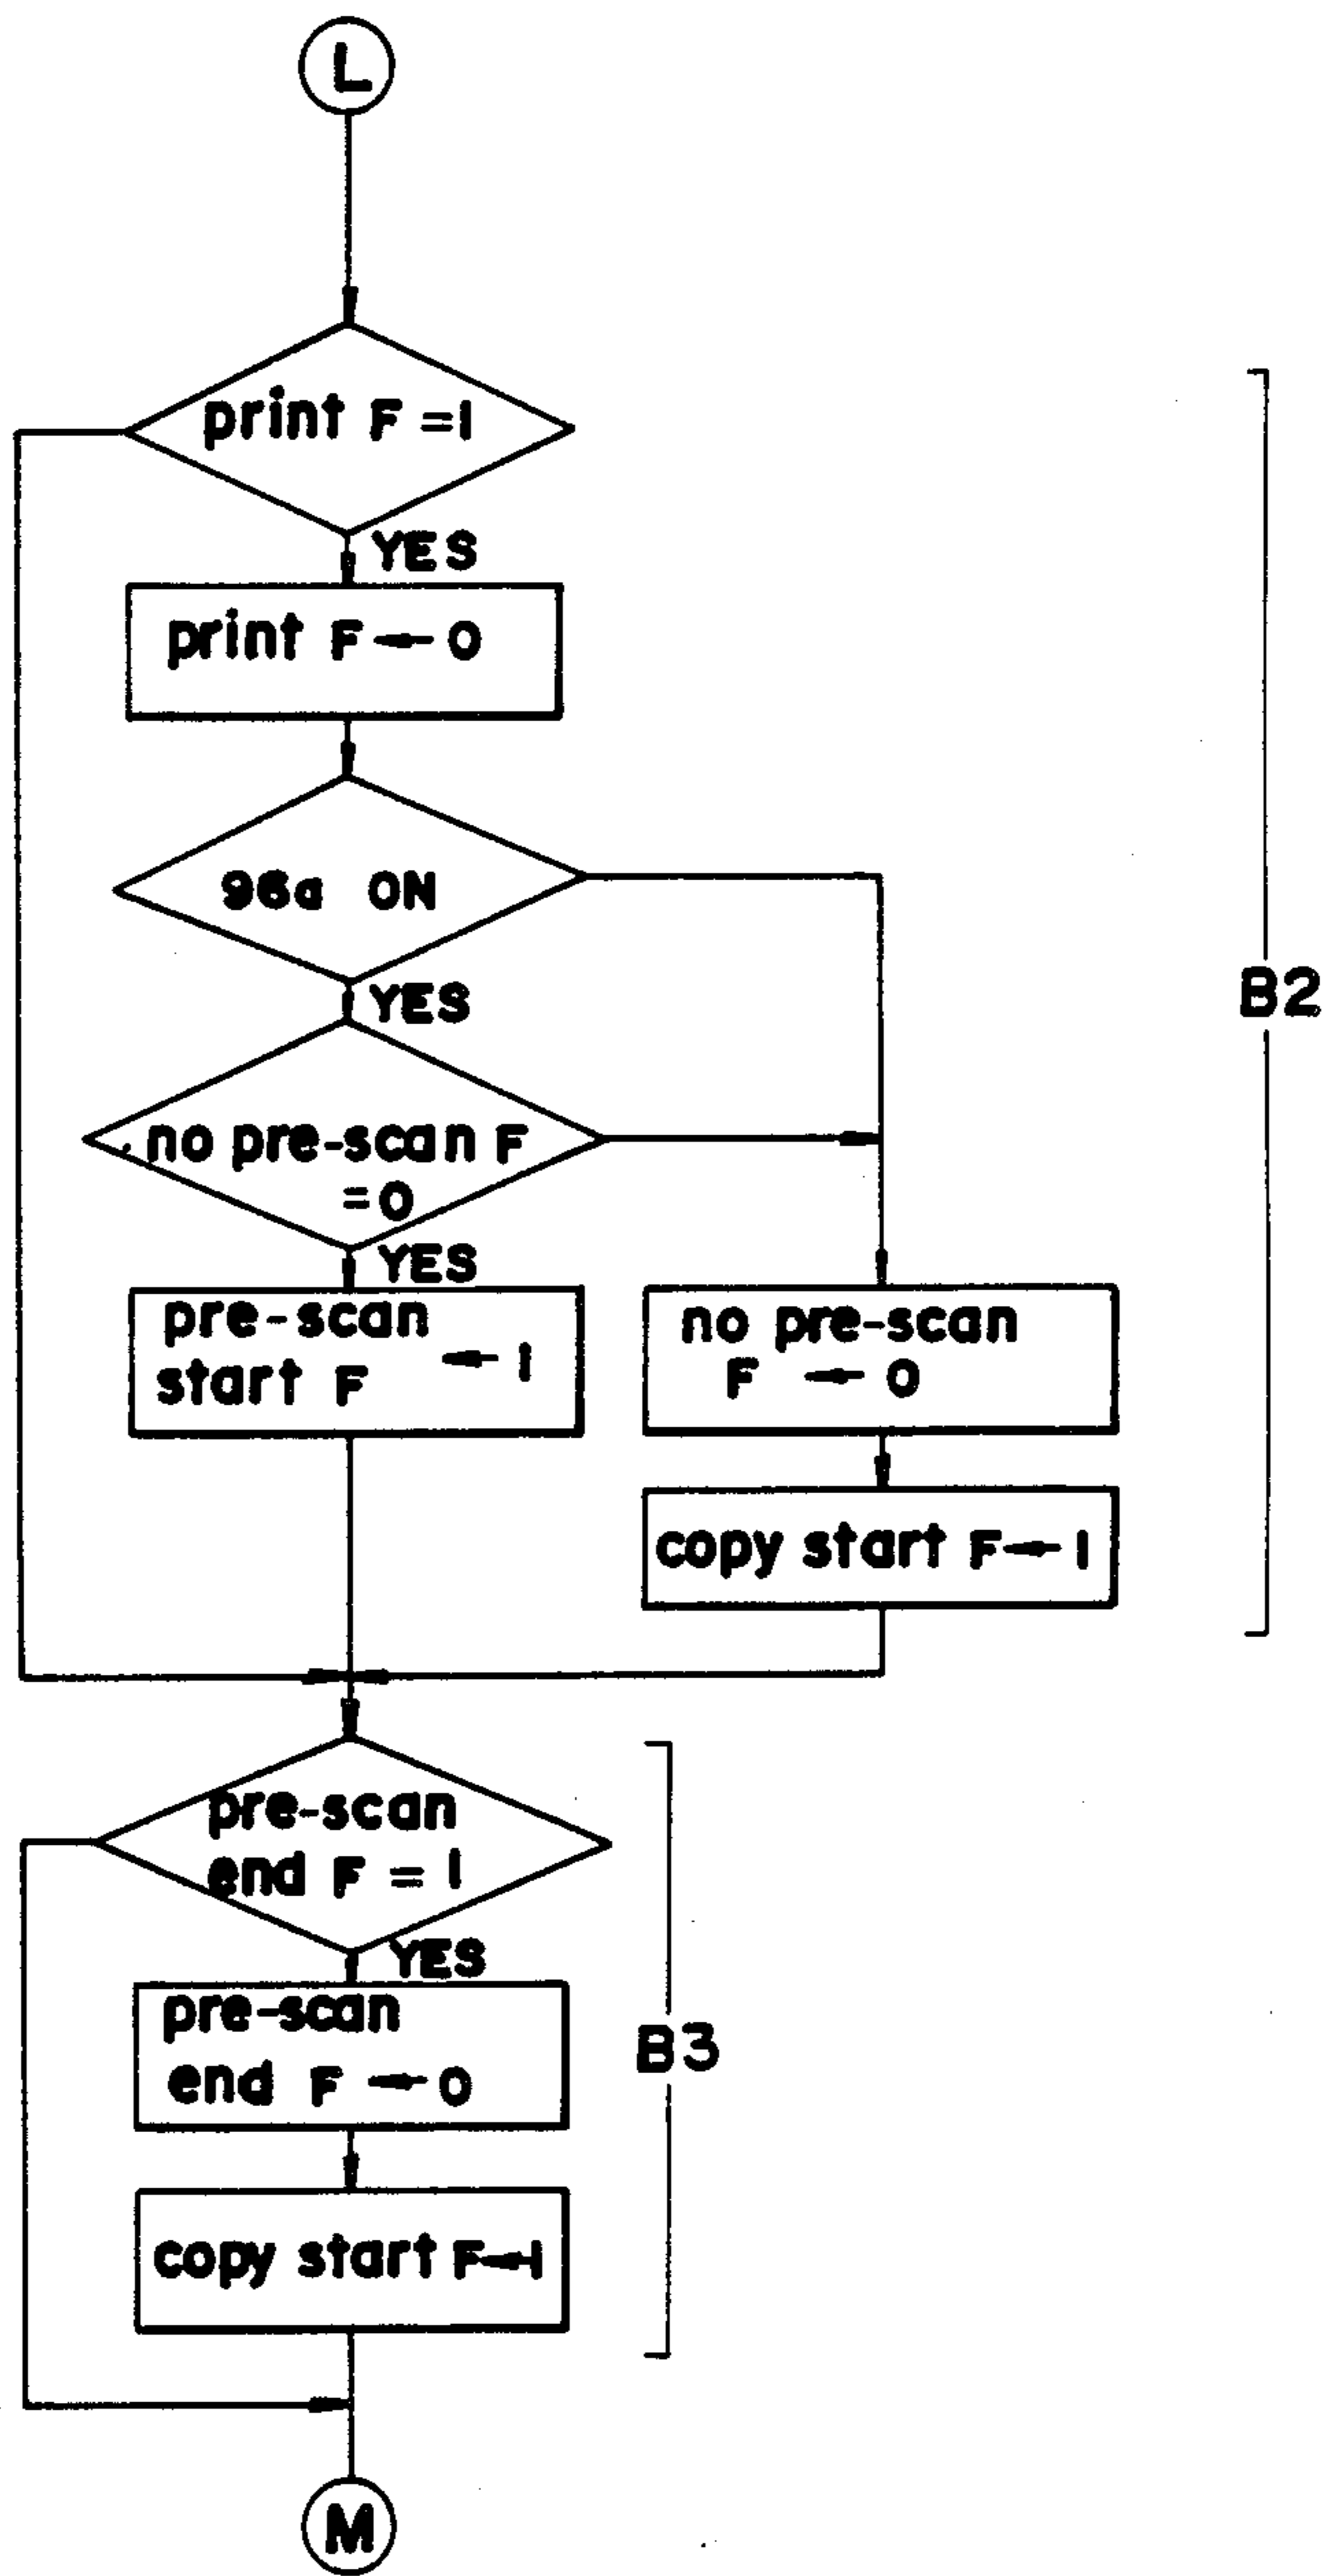 L
print F = 1
YES
print F ← 0
96a ON
YES
B2
no pre-scan F
= 0
YES
pre-scan
start F ← 1
no pre-scan
F ← 0
copy start F ← 1
pre-scan
end F = 1
YES
pre-scan
end F ← 0
B3
copy start F ← 1
M